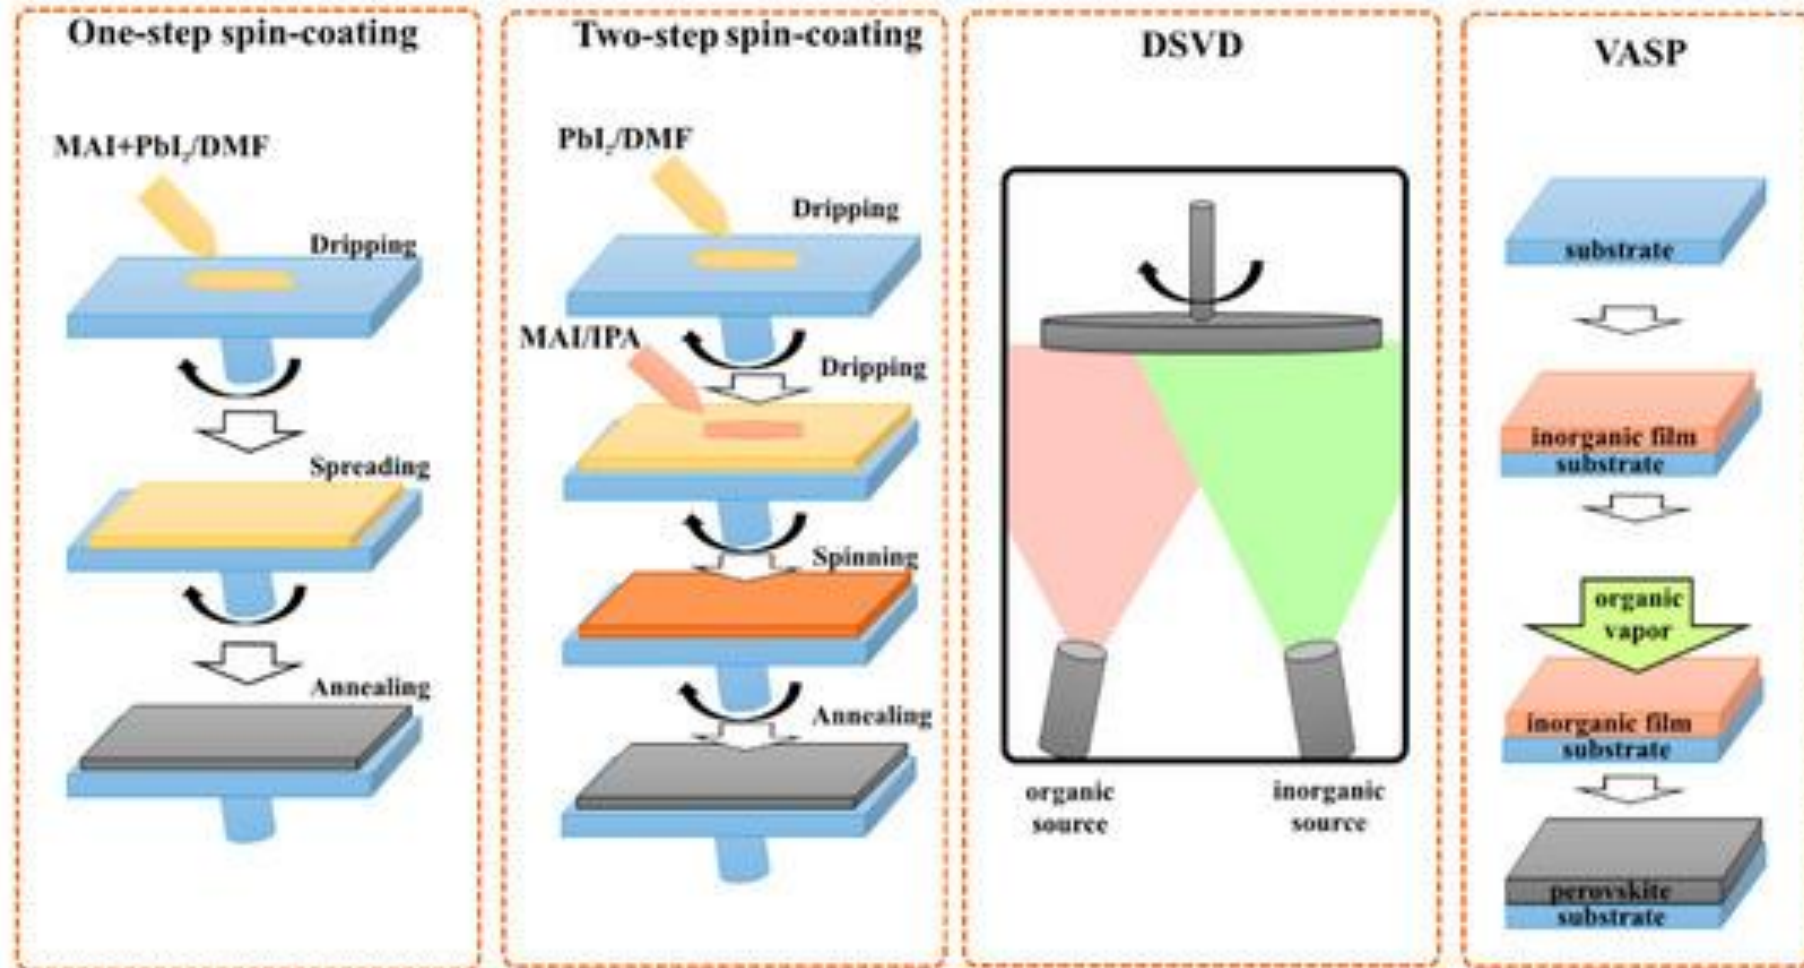 One-step spin-coating
MAI+PbI₂/DMF
Dripping
Spreading
Annealing
Two-step spin-coating
PbI₂/DMF
Dripping
MAI/IPA
Dripping
Spinning
Annealing
DSVD
organic
source
inorganic
source
VASP
substrate
inorganic film
substrate
organic
vapor
inorganic film
substrate
perovskite
substrate